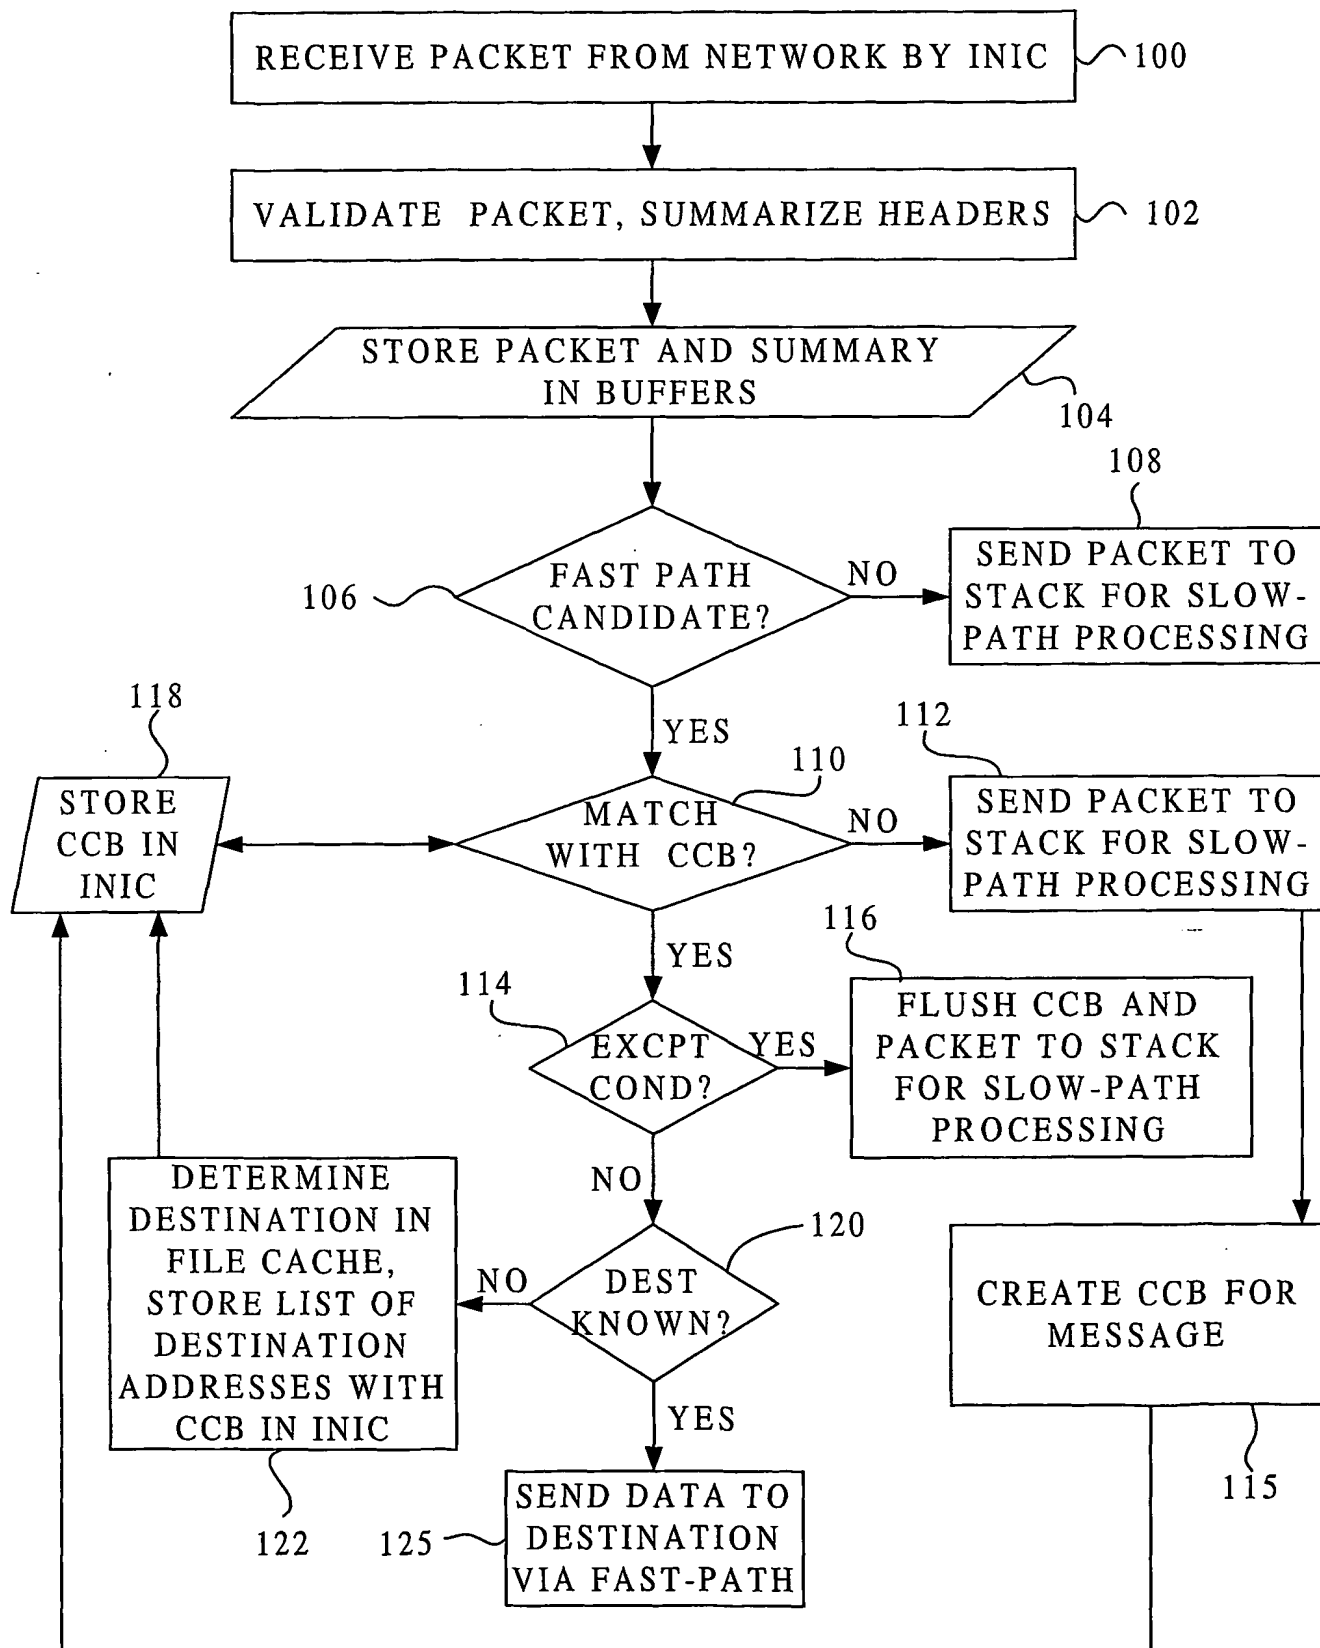 RECEIVE PACKET FROM NETWORK BY INIC
100
VALIDATE PACKET, SUMMARIZE HEADERS
102
STORE PACKET AND SUMMARY
IN BUFFERS
104
106
FAST PATH
CANDIDATE?
NO
108
SEND PACKET TO
STACK FOR SLOW-
PATH PROCESSING
YES
118
STORE
CCB IN
INIC
110
MATCH
WITH CCB?
NO
112
SEND PACKET TO
STACK FOR SLOW-
PATH PROCESSING
YES
114
EXCPT
COND?
YES
116
FLUSH CCB AND
PACKET TO STACK
FOR SLOW-PATH
PROCESSING
NO
120
DEST
KNOWN?
NO
DETERMINE
DESTINATION IN
FILE CACHE,
STORE LIST OF
DESTINATION
ADDRESSES WITH
CCB IN INIC
122
CREATE CCB FOR
MESSAGE
115
YES
125
SEND DATA TO
DESTINATION
VIA FAST-PATH